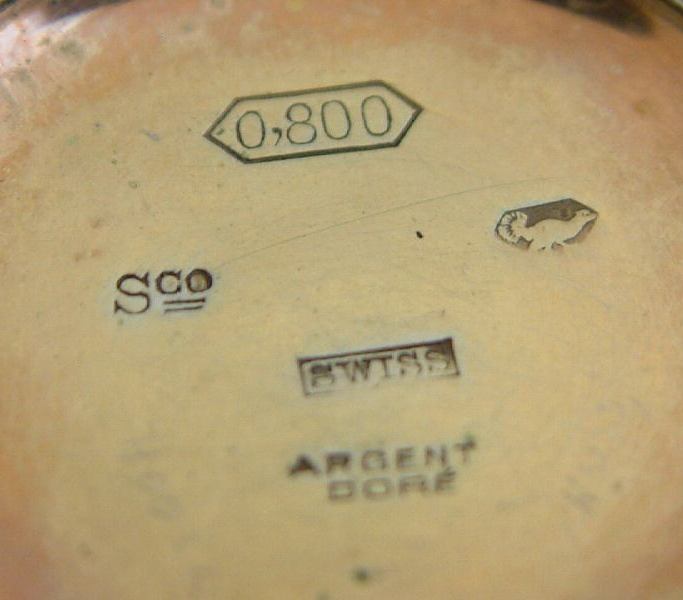 0,800
Sco
SWISS
ARGENT
DORÉ